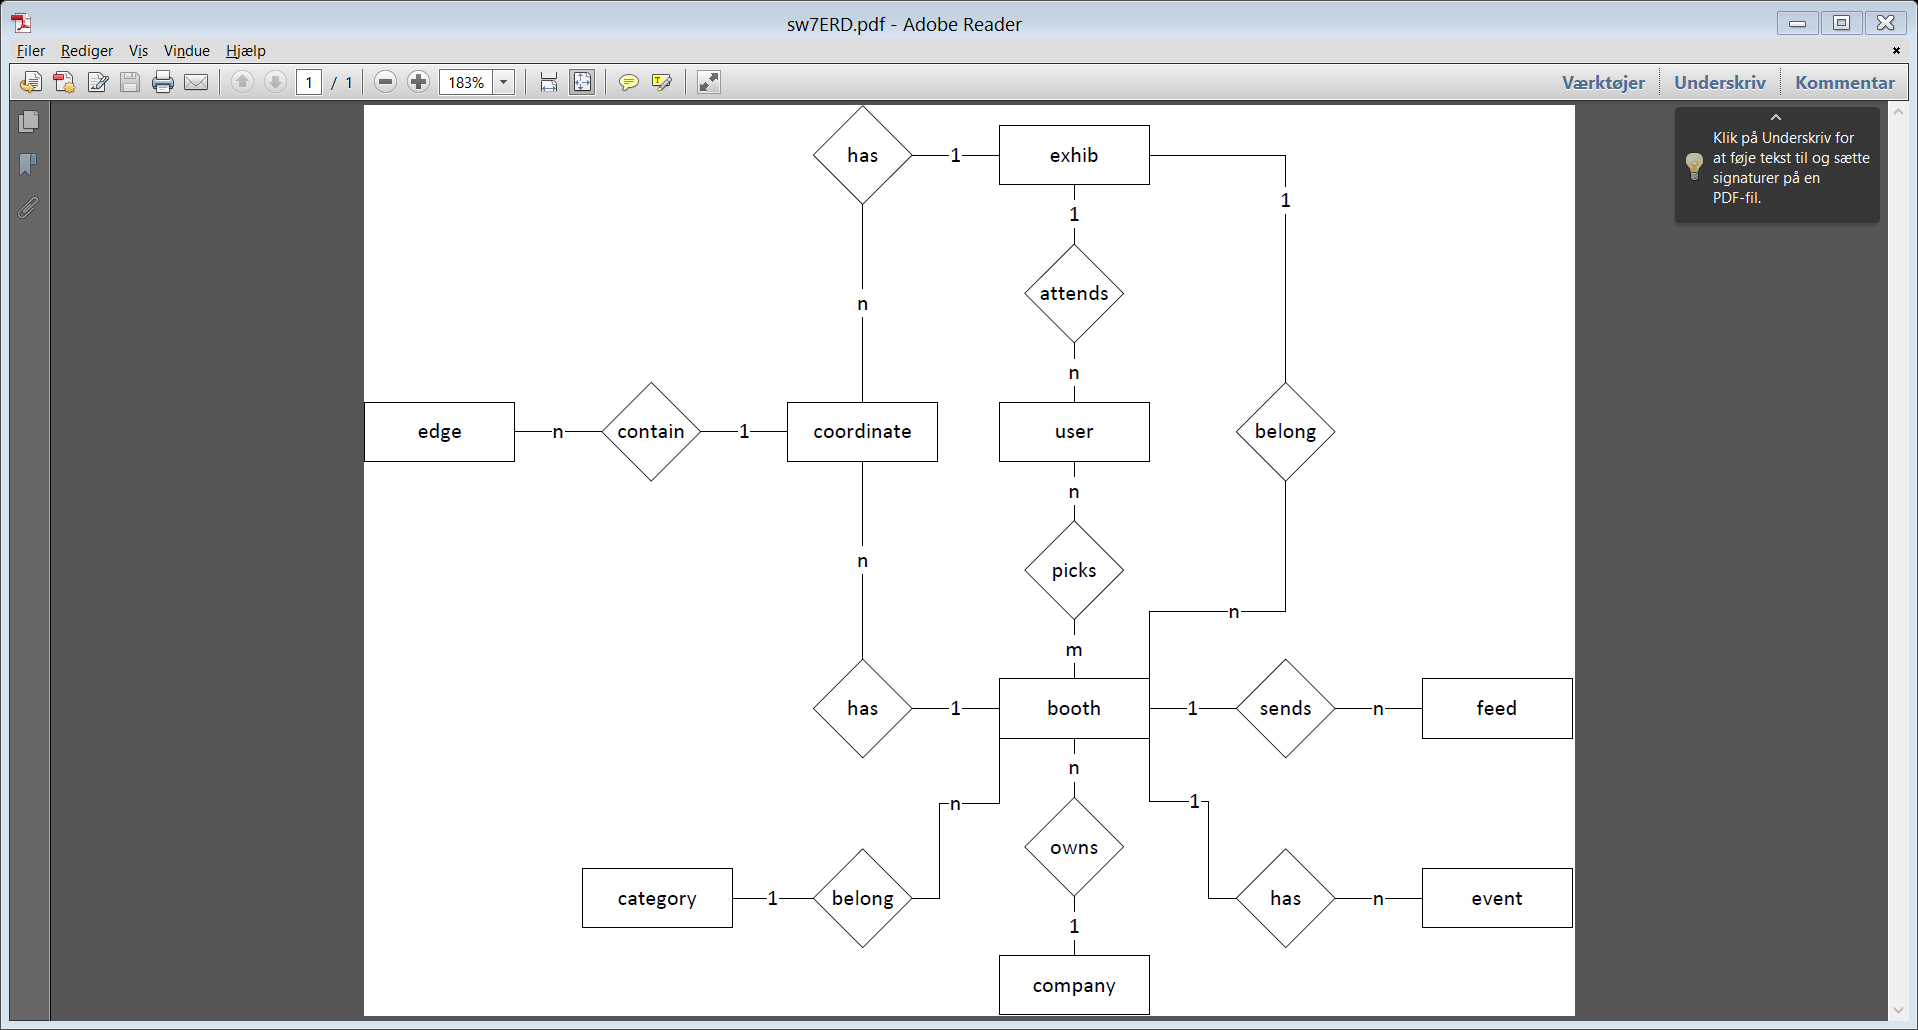 sw7ERD.pdf - Adobe Reader
Filer Rediger Vis Vindue Hjælp
1 / 1 183% Værktøjer Underskriv Kommentar
Klik på Underskriv for
at føje tekst til og sætte
signaturer på en
PDF-fil.
has 1 exhib
1
1
attends
n
n
edge n contain 1 coordinate user belong
n
n
picks
n
m
has 1 booth 1 sends n feed
n
n 1
owns
category 1 belong has n event
1
company